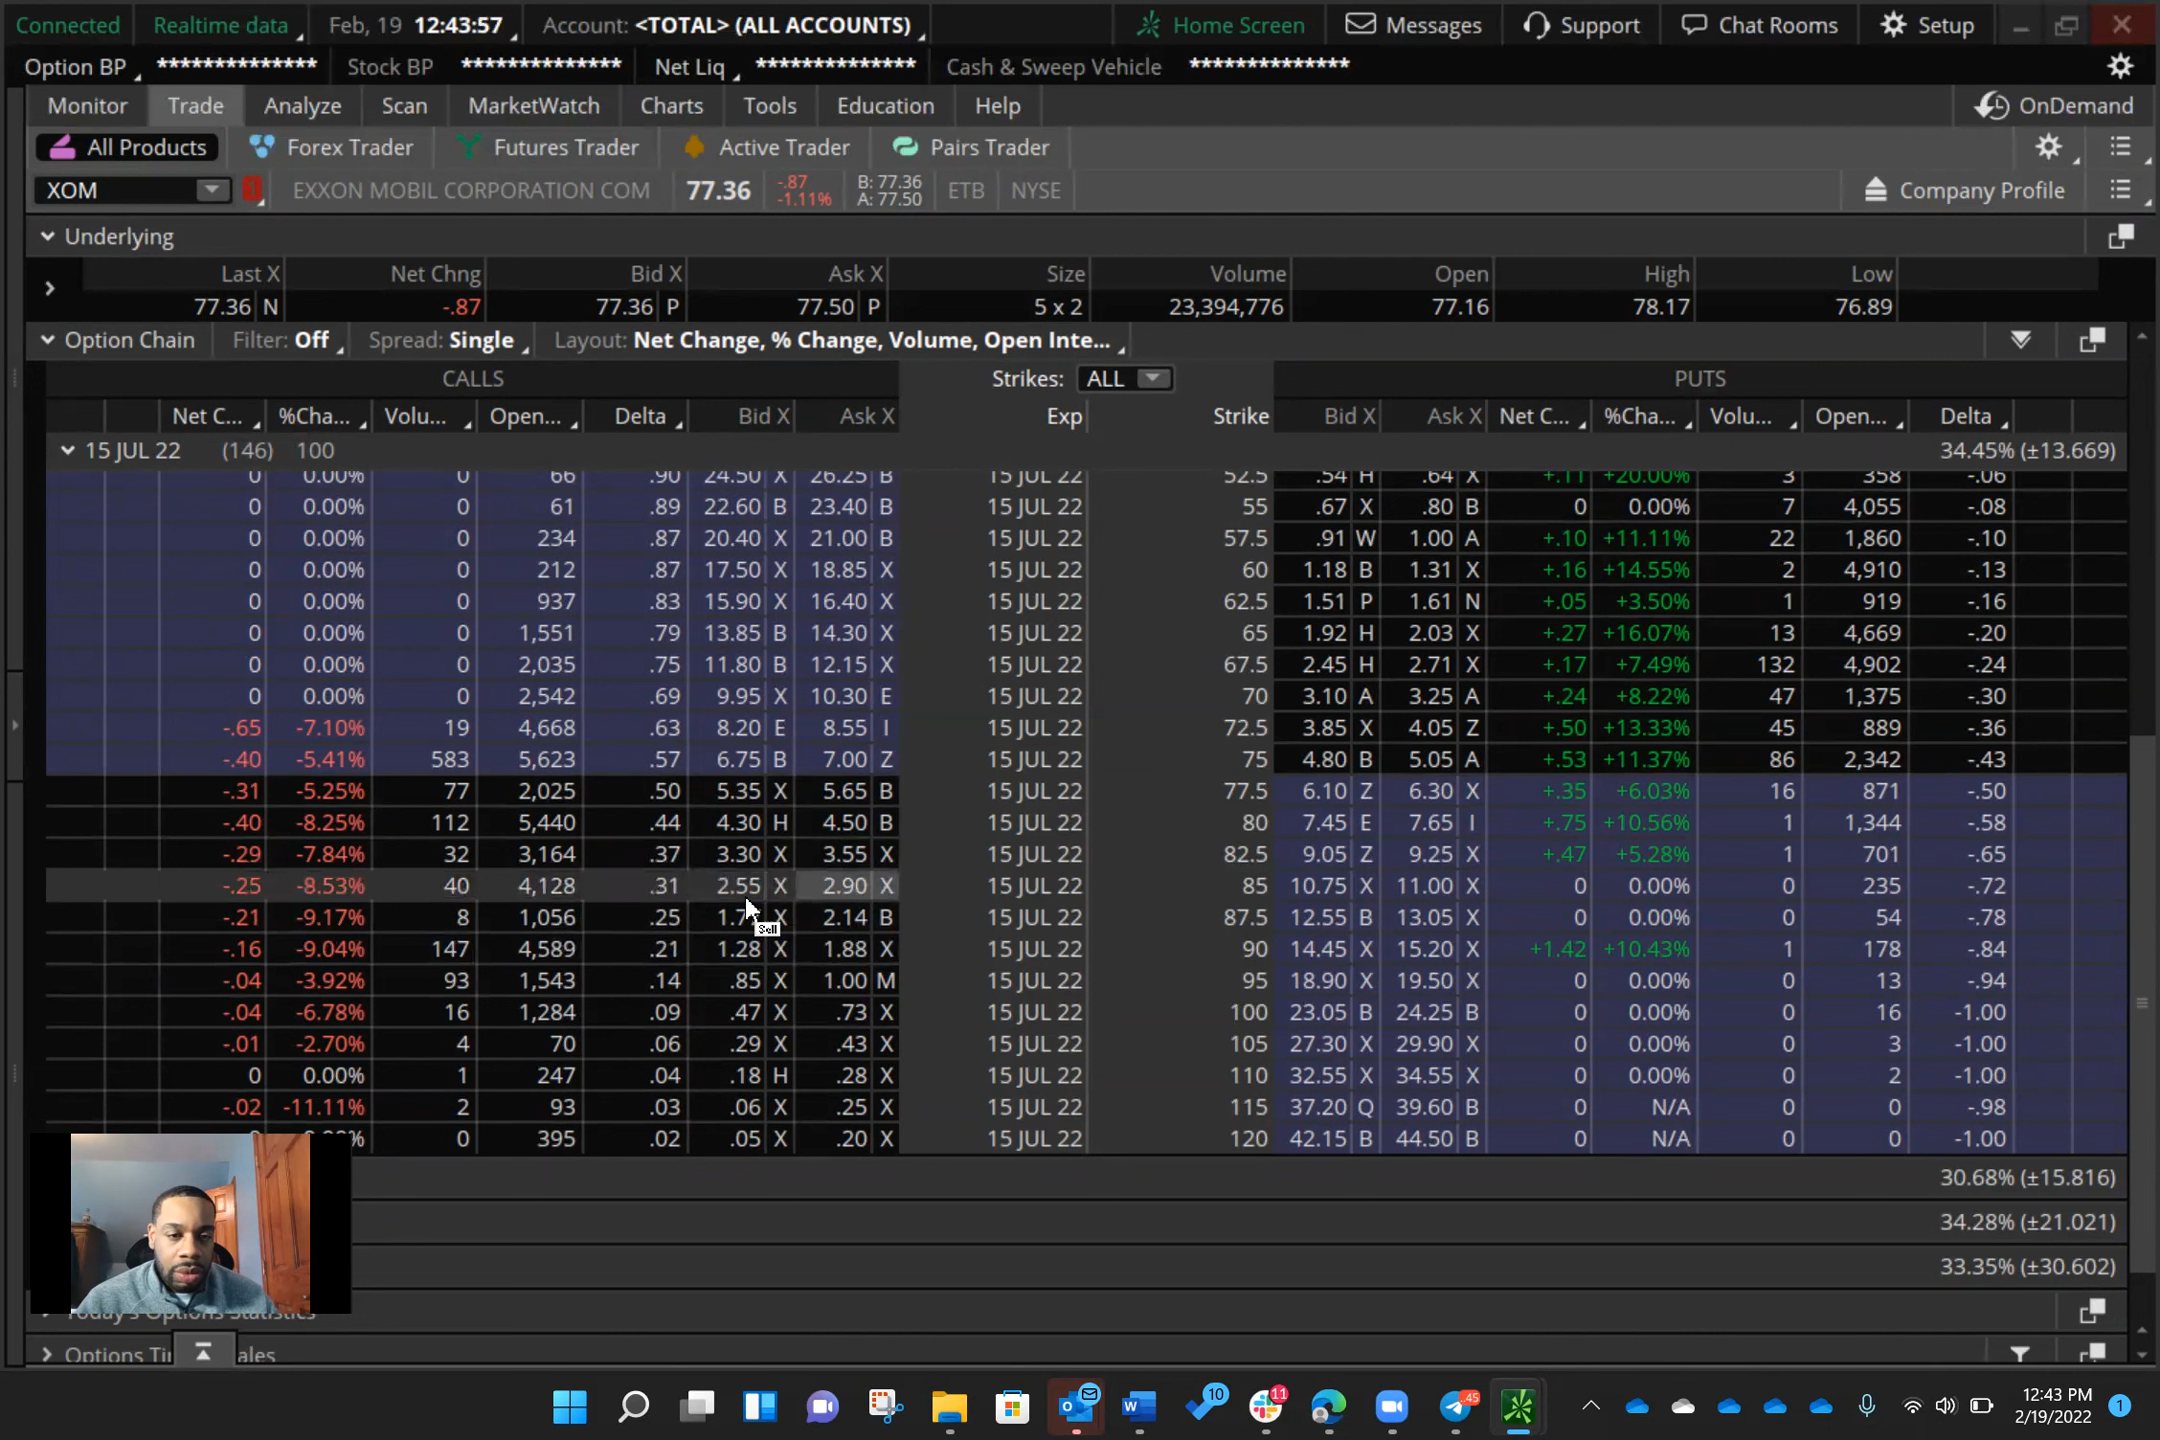 Connected Realtime data Feb, 19 12:43:57 Account: <TOTAL> (ALL ACCOUNTS) Home Screen Messages Support Chat Rooms Setup
Option BP ************** Stock BP ************** Net Liq ************** Cash & Sweep Vehicle **************
Monitor Trade Analyze Scan MarketWatch Charts Tools Education Help OnDemand
All Products Forex Trader Futures Trader Active Trader Pairs Trader
XOM EXXON MOBIL CORPORATION COM 77.36 -.87 -1.11% B: 77.36 A: 77.50 ETB NYSE Company Profile
Underlying
Last X Net Chng Bid X Ask X Size Volume Open High Low
77.36 N -.87 77.36 P 77.50 P 5 x 2 23,394,776 77.16 78.17 76.89
Option Chain Filter: Off Spread: Single Layout: Net Change, % Change, Volume, Open Inte...
CALLS Strikes: ALL PUTS
Net C... %Cha... Volu... Open... Delta Bid X Ask X Exp Strike Bid X Ask X Net C... %Cha... Volu... Open... Delta
15 JUL 22 (146) 100 34.45% (±13.669)
0 0.00% 0 66 .90 24.50 X 26.25 B 15 JUL 22 52.5 .54 H .64 X +.11 +20.00% 3 358 -.06
0 0.00% 0 61 .89 22.60 B 23.40 B 15 JUL 22 55 .67 X .80 B 0 0.00% 7 4,055 -.08
0 0.00% 0 234 .87 20.40 X 21.00 B 15 JUL 22 57.5 .91 W 1.00 A +.10 +11.11% 22 1,860 -.10
0 0.00% 0 212 .87 17.50 X 18.85 X 15 JUL 22 60 1.18 B 1.31 X +.16 +14.55% 2 4,910 -.13
0 0.00% 0 937 .83 15.90 X 16.40 X 15 JUL 22 62.5 1.51 P 1.61 N +.05 +3.50% 1 919 -.16
0 0.00% 0 1,551 .79 13.85 B 14.30 X 15 JUL 22 65 1.92 H 2.03 X +.27 +16.07% 13 4,669 -.20
0 0.00% 0 2,035 .75 11.80 B 12.15 X 15 JUL 22 67.5 2.45 H 2.71 X +.17 +7.49% 132 4,902 -.24
0 0.00% 0 2,542 .69 9.95 X 10.30 E 15 JUL 22 70 3.10 A 3.25 A +.24 +8.22% 47 1,375 -.30
-.65 -7.10% 19 4,668 .63 8.20 E 8.55 I 15 JUL 22 72.5 3.85 X 4.05 Z +.50 +13.33% 45 889 -.36
-.40 -5.41% 583 5,623 .57 6.75 B 7.00 Z 15 JUL 22 75 4.80 B 5.05 A +.53 +11.37% 86 2,342 -.43
-.31 -5.25% 77 2,025 .50 5.35 X 5.65 B 15 JUL 22 77.5 6.10 Z 6.30 X +.35 +6.03% 16 871 -.50
-.40 -8.25% 112 5,440 .44 4.30 H 4.50 B 15 JUL 22 80 7.45 E 7.65 I +.75 +10.56% 1 1,344 -.58
-.29 -7.84% 32 3,164 .37 3.30 X 3.55 X 15 JUL 22 82.5 9.05 Z 9.25 X +.47 +5.28% 1 701 -.65
-.25 -8.53% 40 4,128 .31 2.55 X 2.90 X 15 JUL 22 85 10.75 X 11.00 X 0 0.00% 0 235 -.72
-.21 -9.17% 8 1,056 .25 X 2.14 B 15 JUL 22 87.5 12.55 B 13.05 X 0 0.00% 0 54 -.78
Sell
-.16 -9.04% 147 4,589 .21 1.28 X 1.88 X 15 JUL 22 90 14.45 X 15.20 X +1.42 +10.43% 1 178 -.84
-.04 -3.92% 93 1,543 .14 .85 X 1.00 M 15 JUL 22 95 18.90 X 19.50 X 0 0.00% 0 13 -.94
-.04 -6.78% 16 1,284 .09 .47 X .73 X 15 JUL 22 100 23.05 B 24.25 B 0 0.00% 0 16 -1.00
-.01 -2.70% 4 70 .06 .29 X .43 X 15 JUL 22 105 27.30 X 29.90 X 0 0.00% 0 3 -1.00
0 0.00% 1 247 .04 .18 H .28 X 15 JUL 22 110 32.55 X 34.55 X 0 0.00% 0 2 -1.00
-.02 -11.11% 2 93 .03 .06 X .25 X 15 JUL 22 115 37.20 Q 39.60 B 0 N/A 0 0 -.98
0 395 .02 .05 X .20 X 15 JUL 22 120 42.15 B 44.50 B 0 N/A 0 0 -1.00
30.68% (±15.816)
34.28% (±21.021)
33.35% (±30.602)
Today's Options Statistics
Options Ti ales
10 11 45 12:43 PM
2/19/2022 1